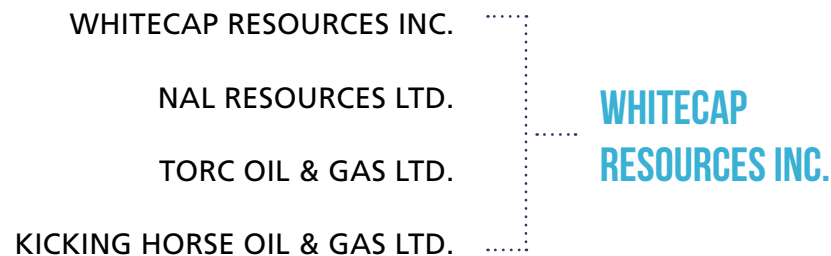 WHITECAP RESOURCES INC.
NAL RESOURCES LTD.
TORC OIL & GAS LTD.
KICKING HORSE OIL & GAS LTD.
WHITECAP
RESOURCES INC.